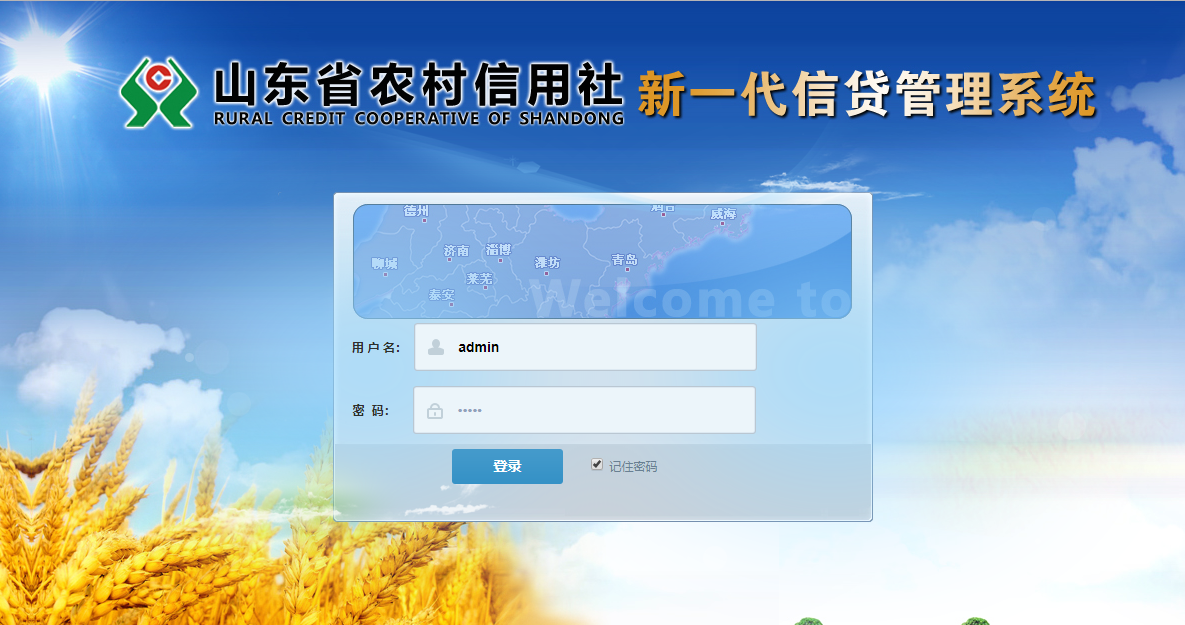 山东省农村信用社
RURAL CREDIT COOPERATIVE OF SHANDONG
新一代信贷管理系统
德州 烟台 威海
聊城 济南 淄博 潍坊 青岛
莱芜
泰安
Welcome to
用户名: admin
密 码: •••••
登录 记住密码